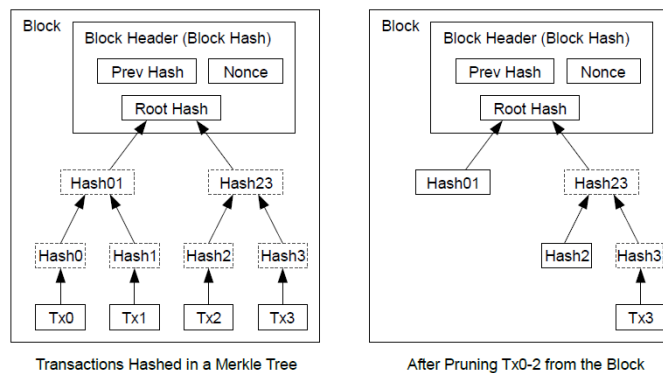 Block
Block Header (Block Hash)
Prev Hash
Nonce
Root Hash
Hash01
Hash23
Hash0
Hash1
Hash2
Hash3
Tx0
Tx1
Tx2
Tx3
Transactions Hashed in a Merkle Tree
Block
Block Header (Block Hash)
Prev Hash
Nonce
Root Hash
Hash01
Hash23
Hash2
Hash3
Tx3
After Pruning Tx0-2 from the Block